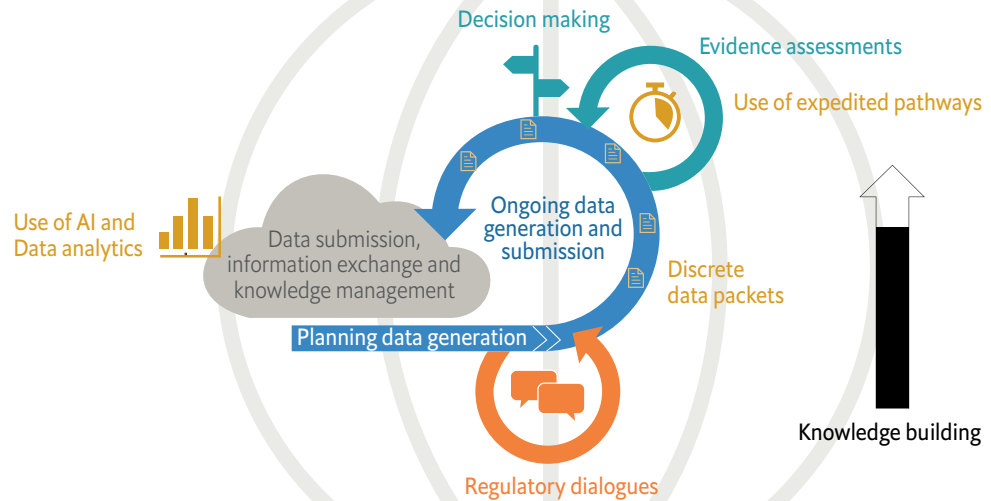 Decision making
Evidence assessments
Use of expedited pathways
Use of AI and
Data analytics
Data submission,
information exchange and
knowledge management
Ongoing data
generation and
submission
Discrete
data packets
Planning data generation
Knowledge building
Regulatory dialogues